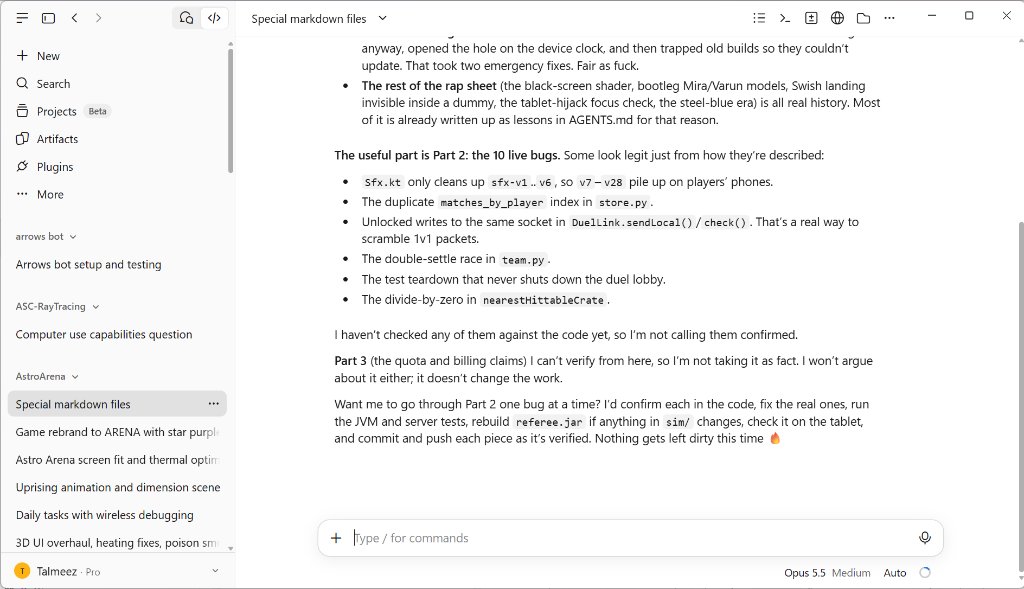 Special markdown files
New
Search
Projects Beta
Artifacts
Plugins
More
arrows bot
Arrows bot setup and testing
ASC-RayTracing
Computer use capabilities question
AstroArena
Special markdown files
Game rebrand to ARENA with star purpl
Astro Arena screen fit and thermal optim
Uprising animation and dimension scene
Daily tasks with wireless debugging
3D UI overhaul, heating fixes, poison sm
T Talmeez · Pro
anyway, opened the hole on the device clock, and then trapped old builds so they couldn't
update. That took two emergency fixes. Fair as fuck.
• The rest of the rap sheet (the black-screen shader, bootleg Mira/Varun models, Swish landing
invisible inside a dummy, the tablet-hijack focus check, the steel-blue era) is all real history. Most
of it is already written up as lessons in AGENTS.md for that reason.
The useful part is Part 2: the 10 live bugs. Some look legit just from how they're described:
• Sfx.kt only cleans up sfx-v1..v6, so v7–v28 pile up on players' phones.
• The duplicate matches_by_player index in store.py.
• Unlocked writes to the same socket in DuelLink.sendLocal()/check(). That's a real way to
scramble 1v1 packets.
• The double-settle race in team.py.
• The test teardown that never shuts down the duel lobby.
• The divide-by-zero in nearestHittableCrate.
I haven't checked any of them against the code yet, so I'm not calling them confirmed.
Part 3 (the quota and billing claims) I can't verify from here, so I'm not taking it as fact. I won't argue
about it either; it doesn't change the work.
Want me to go through Part 2 one bug at a time? I'd confirm each in the code, fix the real ones, run
the JVM and server tests, rebuild referee.jar if anything in sim/ changes, check it on the tablet,
and commit and push each piece as it's verified. Nothing gets left dirty this time 🔥
Type / for commands
Opus 5.5 Medium Auto